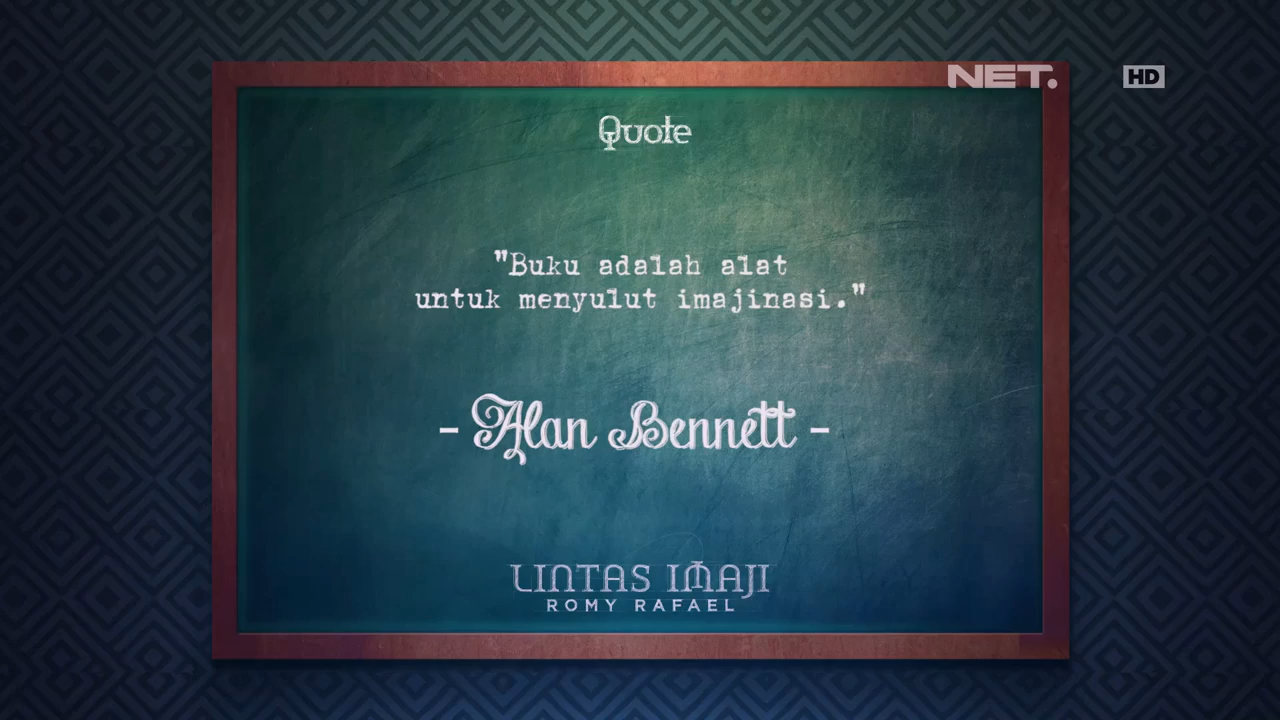 NET. HD
Quote
"Buku adalah alat
untuk menyulut imajinasi."
- Alan Bennett -
LINTAS IMAJI
ROMY RAFAEL